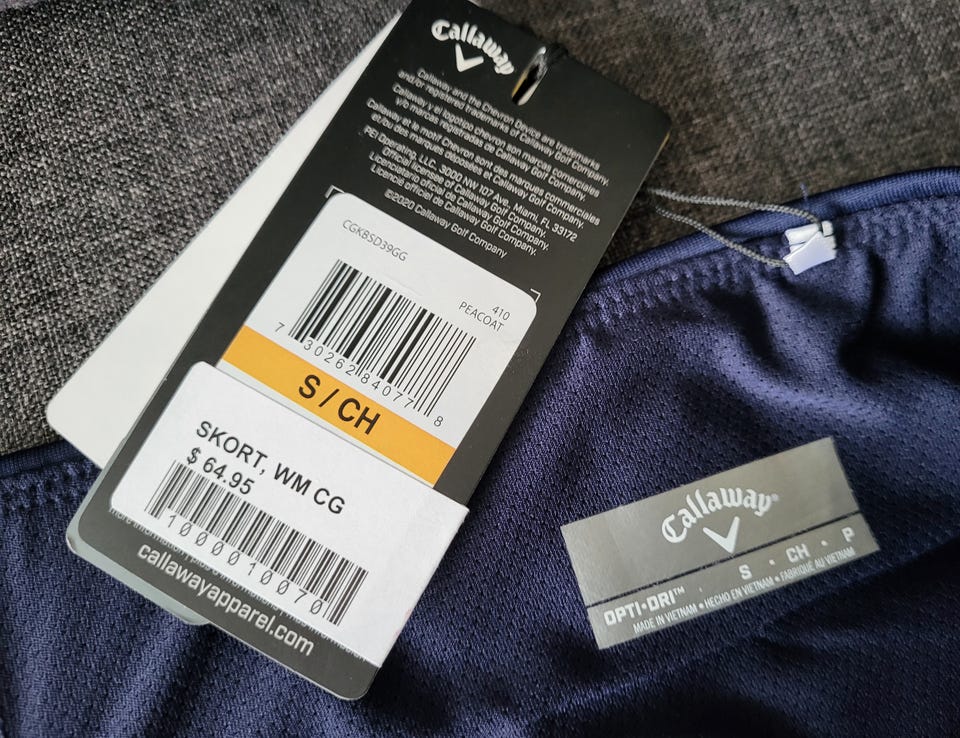 Callaway
Callaway and the Chevron Device are trademarks
and/or registered trademarks of Callaway Golf Company.
Callaway y el logotipo chevron son marcas comerciales
y/o marcas registradas de Callaway Golf Company.
Callaway et le motif Chevron sont des marques commerciales
et/ou des marques déposées et Callaway Golf Company.
PEI Operating, LLC, 3000 NW 107 Ave, Miami, FL 33172
Official licensee of Callaway Golf Company.
Licenciatario oficial de Callaway Golf Company.
Licencié officiel de Callaway Golf Company.
©2020 Callaway Golf Company
CGKBSD39GG
410
PEACOAT
7 30262 84077 8
S / CH
SKORT, WM CG
$ 64.95
1000010070
callawayapparel.com
Callaway®
S • CH • P
OPTI•DRI™
MADE IN VIETNAM • HECHO EN VIETNAM • FABRIQUÉ AU VIETNAM